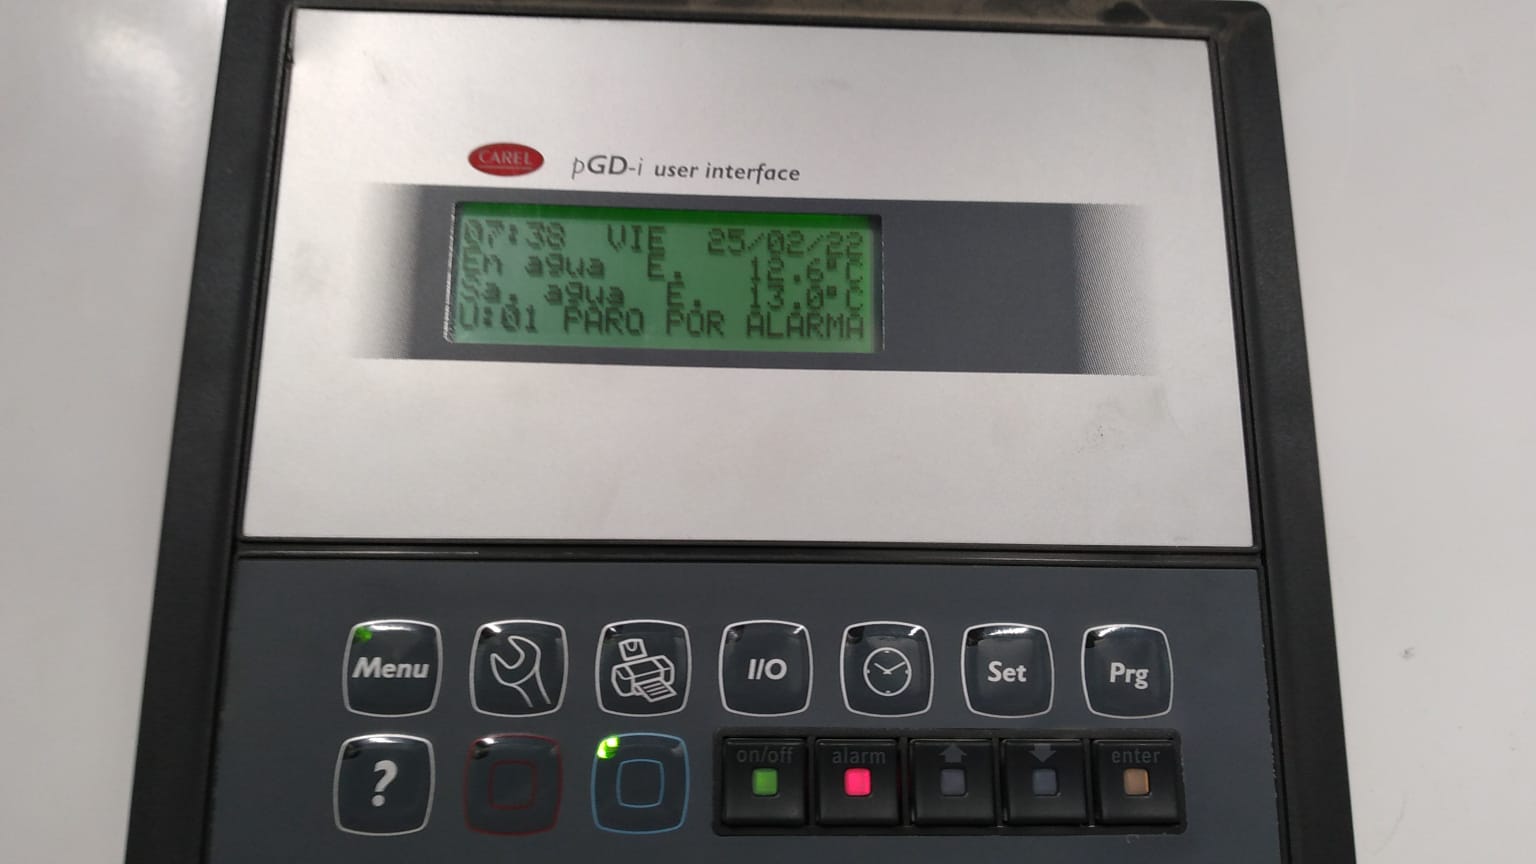 CAREL pGD-i user interface
07:38 VIE 25/02/22
En agua E. 12.6°C
Sa. agua E. 13.0°C
U:01 PARO POR ALARMA
Menu I/O Set Prg
? on/off alarm enter